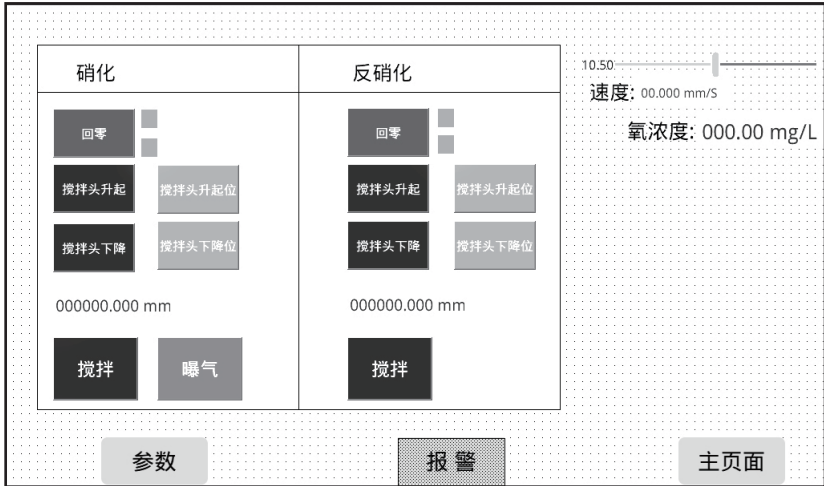 硝化
反硝化
10.50
速度: 00.000 mm/S
氧浓度: 000.00 mg/L
回零
回零
搅拌头升起
搅拌头升起位
搅拌头升起
搅拌头升起位
搅拌头下降
搅拌头下降位
搅拌头下降
搅拌头下降位
000000.000 mm
000000.000 mm
搅拌
曝气
搅拌
参数
报 警
主页面